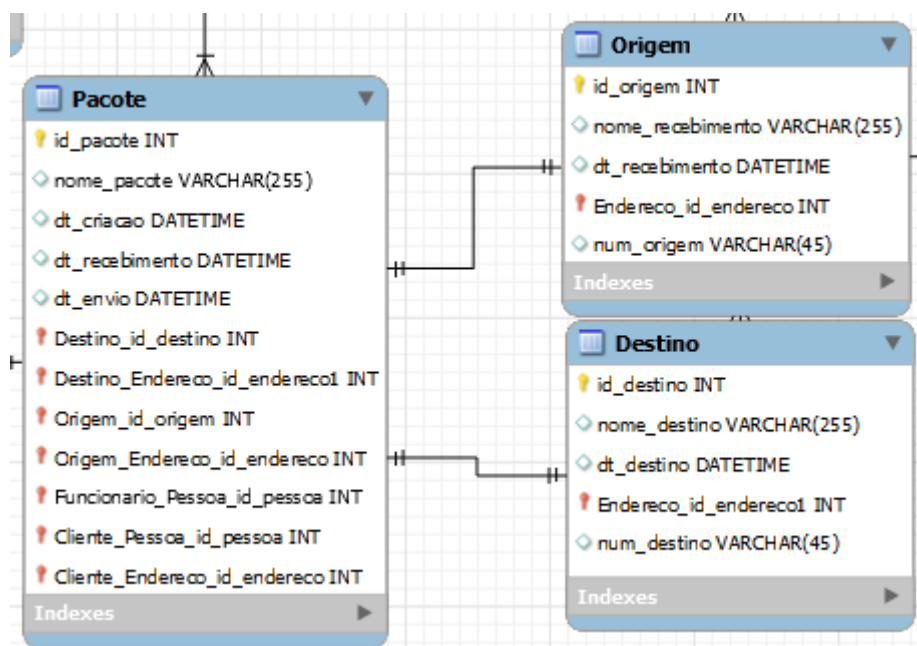 Pacote
id_pacote INT
nome_pacote VARCHAR(255)
dt_criacao DATETIME
dt_recebimento DATETIME
dt_envio DATETIME
Destino_id_destino INT
Destino_Endereco_id_endereco1 INT
Origem_id_origem INT
Origem_Endereco_id_endereco INT
Funcionario_Pessoa_id_pessoa INT
Cliente_Pessoa_id_pessoa INT
Cliente_Endereco_id_endereco INT
Indexes
Origem
id_origem INT
nome_recebimento VARCHAR(255)
dt_recebimento DATETIME
Endereco_id_endereco INT
num_origem VARCHAR(45)
Indexes
Destino
id_destino INT
nome_destino VARCHAR(255)
dt_destino DATETIME
Endereco_id_endereco1 INT
num_destino VARCHAR(45)
Indexes